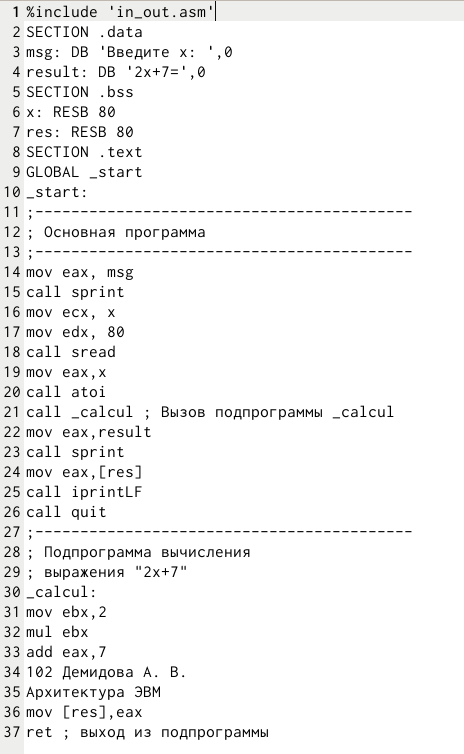 1 %include 'in_out.asm'
2 SECTION .data
3 msg: DB 'Введите x: ',0
4 result: DB '2x+7=',0
5 SECTION .bss
6 x: RESB 80
7 res: RESB 80
8 SECTION .text
9 GLOBAL _start
10 _start:
11 ;------------------------------------------
12 ; Основная программа
13 ;------------------------------------------
14 mov eax, msg
15 call sprint
16 mov ecx, x
17 mov edx, 80
18 call sread
19 mov eax,x
20 call atoi
21 call _calcul ; Вызов подпрограммы _calcul
22 mov eax,result
23 call sprint
24 mov eax,[res]
25 call iprintLF
26 call quit
27 ;------------------------------------------
28 ; Подпрограмма вычисления
29 ; выражения "2x+7"
30 _calcul:
31 mov ebx,2
32 mul ebx
33 add eax,7
34 102 Демидова А. В.
35 Архитектура ЭВМ
36 mov [res],eax
37 ret ; выход из подпрограммы